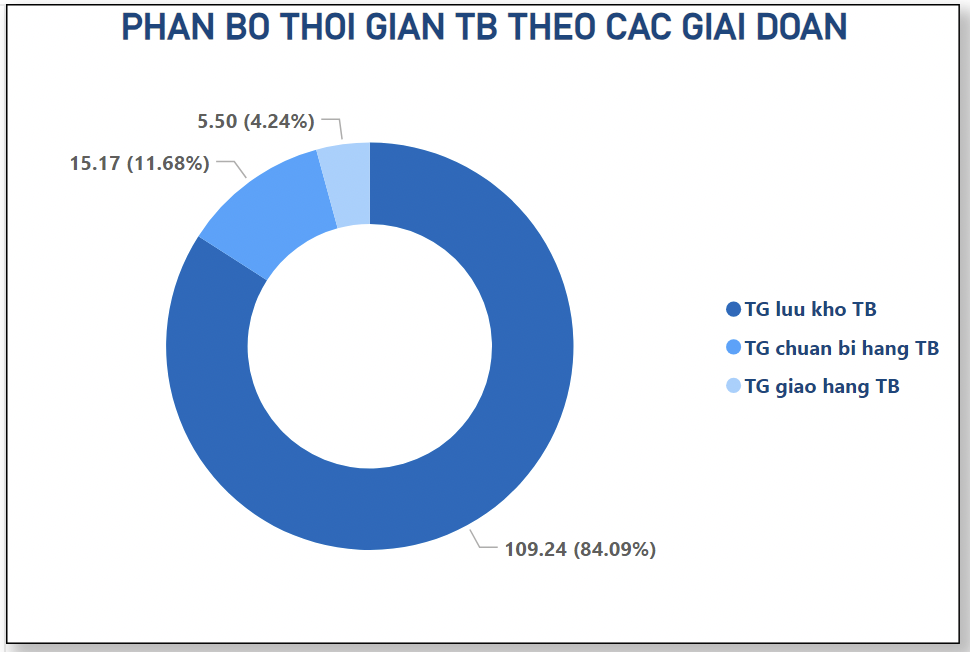 PHAN BO THOI GIAN TB THEO CAC GIAI DOAN
5.50 (4.24%)
15.17 (11.68%)
TG luu kho TB
TG chuan bi hang TB
TG giao hang TB
109.24 (84.09%)